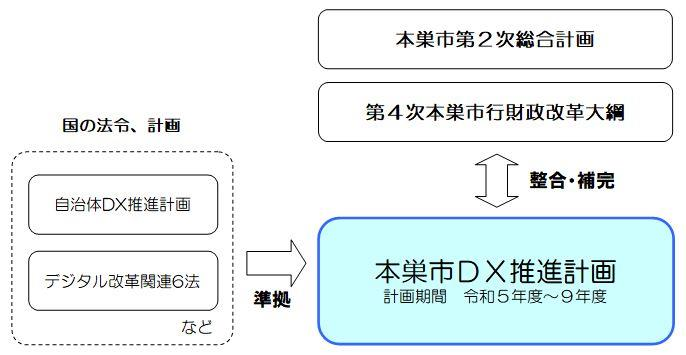 本巣市第２次総合計画
第４次本巣市行財政改革大綱
国の法令、計画
整合・補完
自治体DX推進計画
デジタル改革関連6法
など
準拠
本巣市ＤＸ推進計画
計画期間　令和５年度～９年度